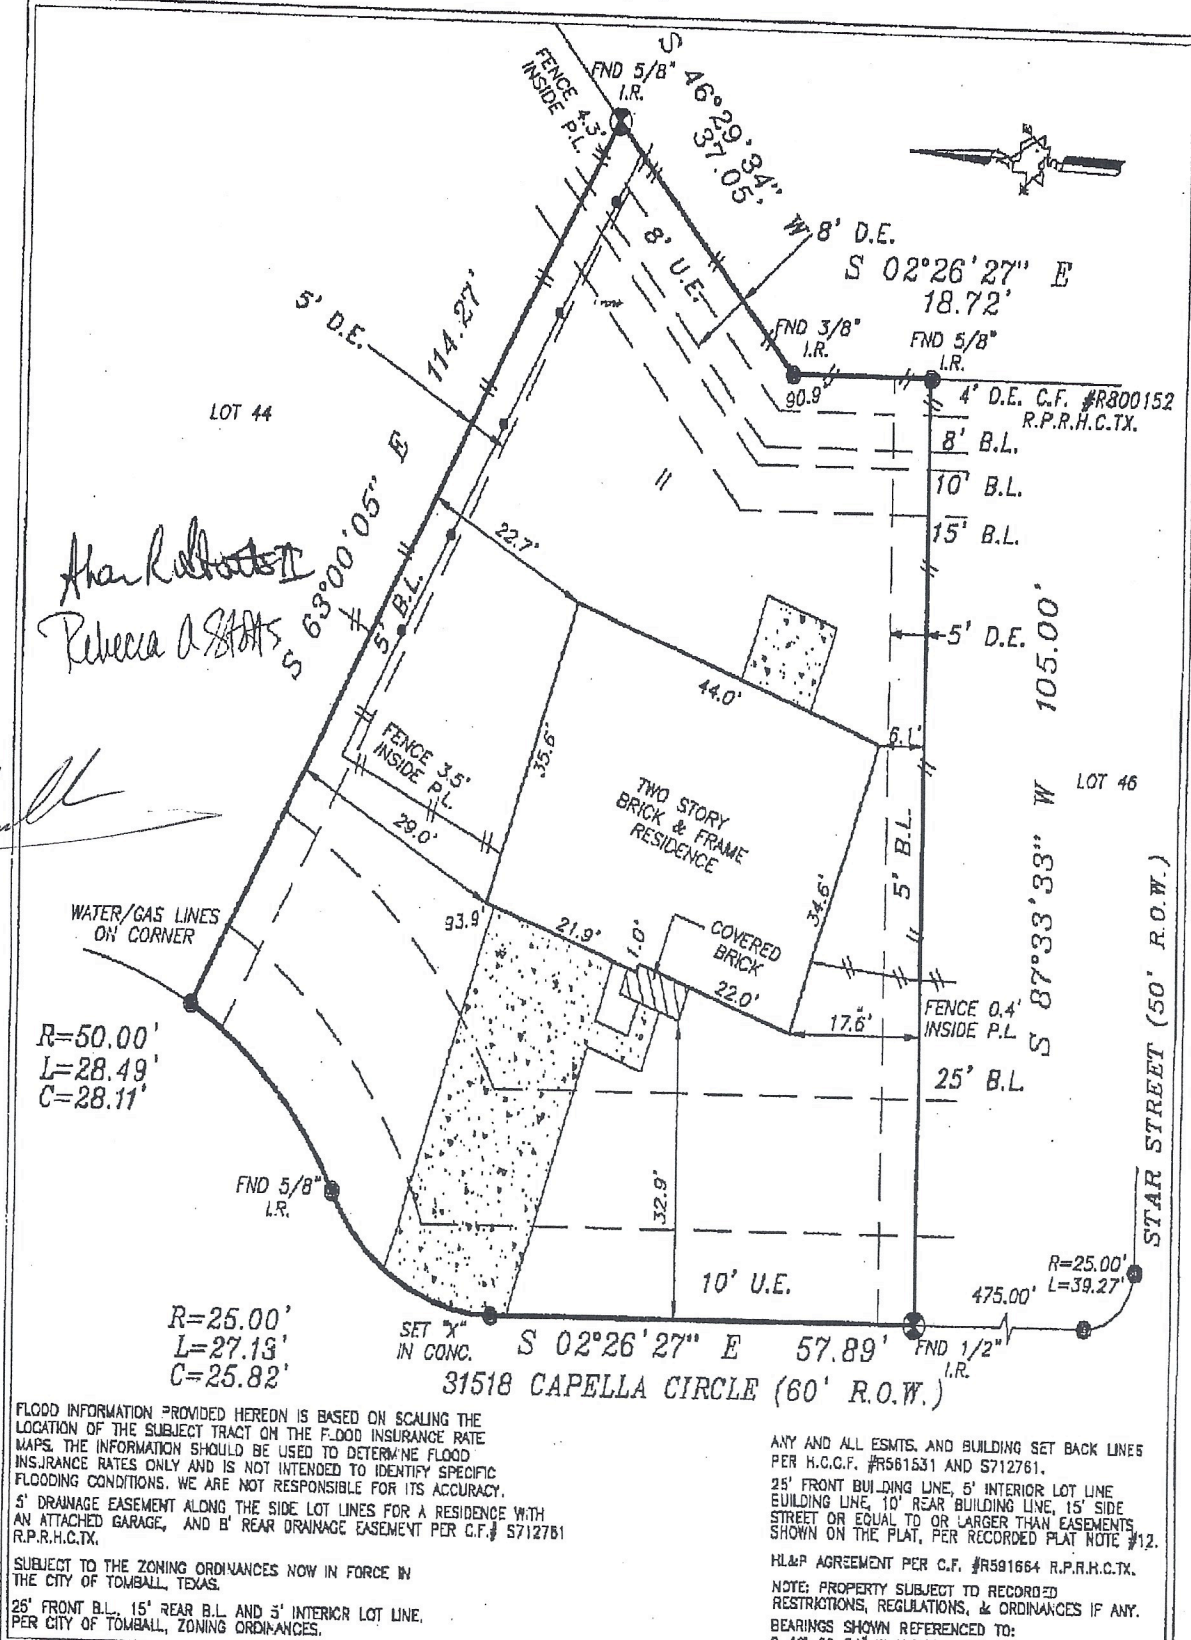 FENCE 4.3'
INSIDE P.L.
FND 5/8"
I.R.
S 46°29'34" W
37.05'
8' D.E.
8' U.E.
S 02°26'27" E
18.72'
FND 3/8"
I.R.
FND 5/8"
I.R.
90.9'
4' D.E. C.F. #R800152
R.P.R.H.C.TX.
8' B.L.
10' B.L.
15' B.L.
5' D.E.
114.27'
S 63°00'05" E
LOT 44
22.7'
5' B.L.
Rebecca A
44.0'
35.6'
5' D.E.
S 87°33'33" W 105.00'
6.1'
LOT 46
FENCE 3.5'
INSIDE P.L.
TWO STORY
BRICK & FRAME
RESIDENCE
29.0'
34.6'
5' B.L.
WATER/GAS LINES
ON CORNER
93.9'
21.9'
1.0'
COVERED
BRICK
22.0'
17.6'
FENCE 0.4'
INSIDE P.L
25' B.L.
STAR STREET (50' R.O.W.)
R=50.00'
L=28.49'
C=28.11'
FND 5/8"
I.R.
32.9'
10' U.E.
R=25.00'
L=39.27'
475.00'
R=25.00'
L=27.13'
C=25.82'
SET "X"
IN CONC.
S 02°26'27" E 57.89'
FND 1/2"
I.R.
31518 CAPELLA CIRCLE (60' R.O.W.)
FLOOD INFORMATION PROVIDED HEREON IS BASED ON SCALING THE
LOCATION OF THE SUBJECT TRACT ON THE FLOOD INSURANCE RATE
MAPS. THE INFORMATION SHOULD BE USED TO DETERMINE FLOOD
INSURANCE RATES ONLY AND IS NOT INTENDED TO IDENTIFY SPECIFIC
FLOODING CONDITIONS. WE ARE NOT RESPONSIBLE FOR ITS ACCURACY.
5' DRAINAGE EASEMENT ALONG THE SIDE LOT LINES FOR A RESIDENCE WITH
AN ATTACHED GARAGE, AND 8' REAR DRAINAGE EASEMENT PER C.F.# S712761
R.P.R.H.C.TX.
SUBJECT TO THE ZONING ORDINANCES NOW IN FORCE IN
THE CITY OF TOMBALL, TEXAS.
25' FRONT B.L., 15' REAR B.L. AND 5' INTERIOR LOT LINE,
PER CITY OF TOMBALL, ZONING ORDINANCES.
ANY AND ALL ESMTS. AND BUILDING SET BACK LINES
PER H.C.C.F. #R561531 AND S712761.
25' FRONT BUILDING LINE, 5' INTERIOR LOT LINE
BUILDING LINE, 10' REAR BUILDING LINE, 15' SIDE
STREET OR EQUAL TO OR LARGER THAN EASEMENTS
SHOWN ON THE PLAT, PER RECORDED PLAT NOTE #12.
HL&P AGREEMENT PER C.F. #R591664 R.P.R.H.C.TX.
NOTE: PROPERTY SUBJECT TO RECORDED
RESTRICTIONS, REGULATIONS, & ORDINANCES IF ANY.
BEARINGS SHOWN REFERENCED TO: